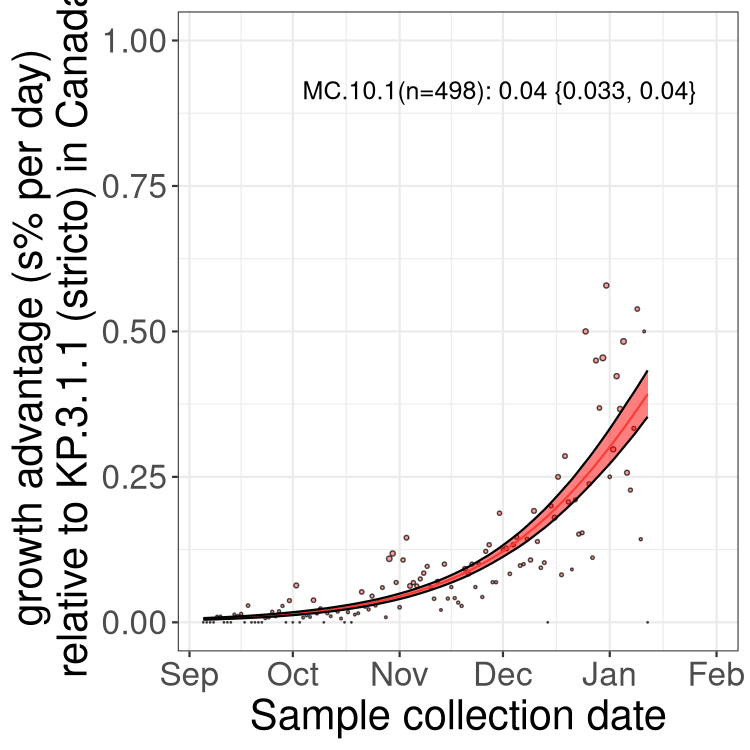 growth advantage (s% per day)
relative to KP.3.1.1 (stricto) in Canada
1.00
0.75
0.50
0.25
0.00
MC.10.1(n=498): 0.04 {0.033, 0.04}
Sep Oct Nov Dec Jan Feb
Sample collection date